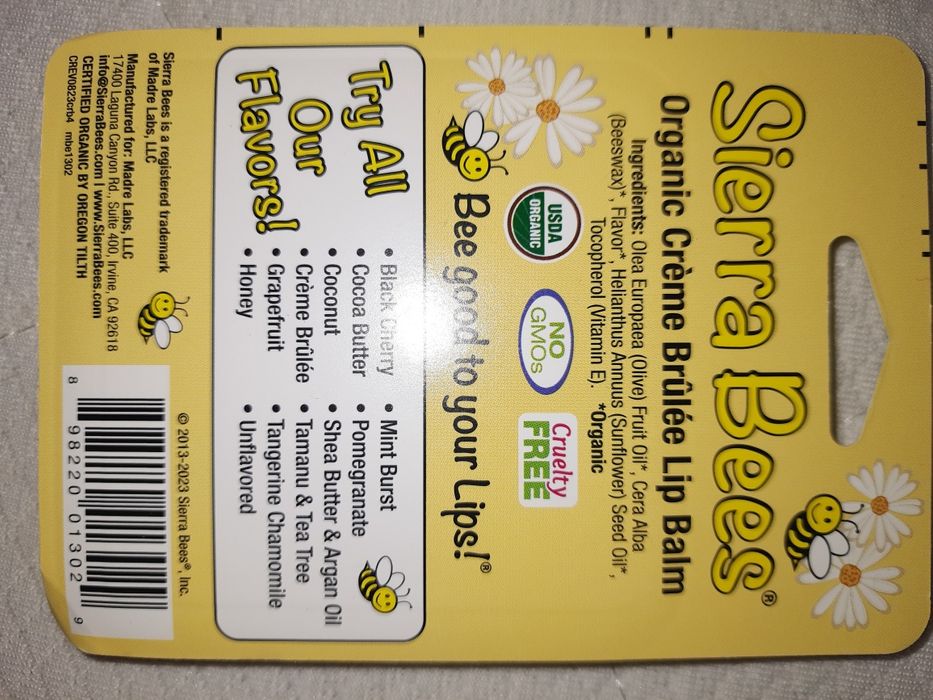 Sierra Bees®
Organic Crème Brûlée Lip Balm
Ingredients: Olea Europaea (Olive) Fruit Oil*, Cera Alba
(Beeswax)*, Flavor*, Helianthus Annuus (Sunflower) Seed Oil*,
Tocopherol (Vitamin E). *Organic
USDA
ORGANIC
NO
GMOs
Cruelty
FREE
Bee good to your Lips!®
Try All
Our
Flavors!
• Black Cherry
• Cocoa Butter
• Coconut
• Crème Brûlée
• Grapefruit
• Honey
• Mint Burst
• Pomegranate
• Shea Butter & Argan Oil
• Tamanu & Tea Tree
• Tangerine Chamomile
• Unflavored
Sierra Bees is a registered trademark
of Madre Labs, LLC
Manufactured for: Madre Labs, LLC
17400 Laguna Canyon Rd., Suite 400, Irvine, CA 92618
info@SierraBees.com | www.SierraBees.com
CERTIFIED ORGANIC BY OREGON TILTH
CREV0823crb4 mbe1302
© 2013-2023 Sierra Bees®, Inc.
8 98220 01302 9